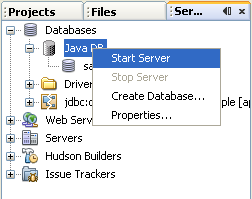 Projects Files Ser...
Databases
Java DB
Start Server
sa
Stop Server
Driver
Create Database...
jdbc:d ple [a
Properties...
Web Serv
Servers
Hudson Builders
Issue Trackers